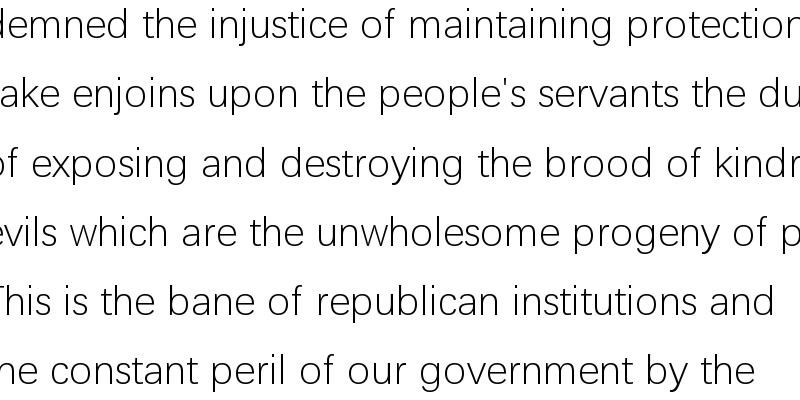 demned the injustice of maintaining protection
ake enjoins upon the people's servants the du
of exposing and destroying the brood of kindr
evils which are the unwholesome progeny of p
This is the bane of republican institutions and
he constant peril of our government by the